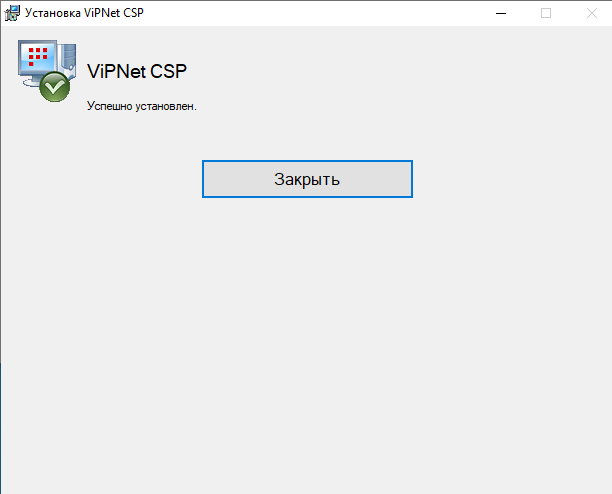 Установка ViPNet CSP
ViPNet CSP
Успешно установлен.
Закрыть